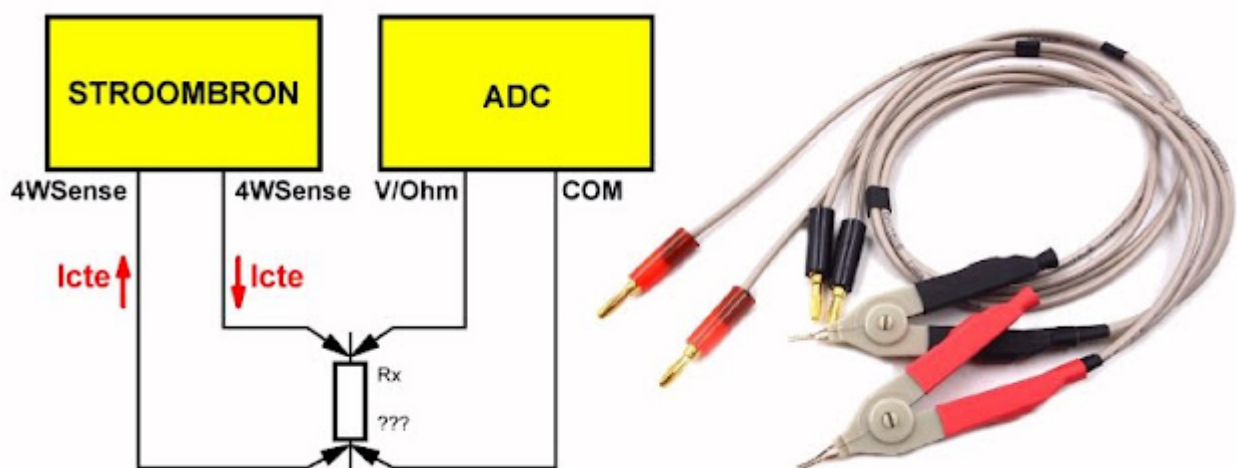 STROOMBRON
ADC
4WSense
4WSense
V/Ohm
COM
Icte
Icte
Rx
???